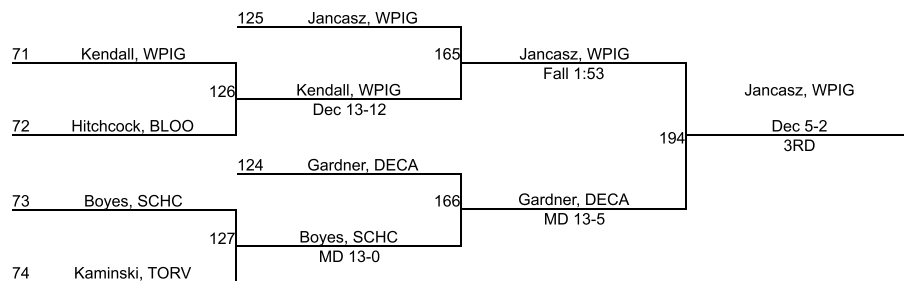 125 Jancasz, WPIG
71 Kendall, WPIG
165 Jancasz, WPIG
Fall 1:53
126 Kendall, WPIG
Dec 13-12
Jancasz, WPIG
72 Hitchcock, BLOO
194 Dec 5-2
3RD
124 Gardner, DECA
73 Boyes, SCHC
166 Gardner, DECA
MD 13-5
127 Boyes, SCHC
MD 13-0
74 Kaminski, TORV